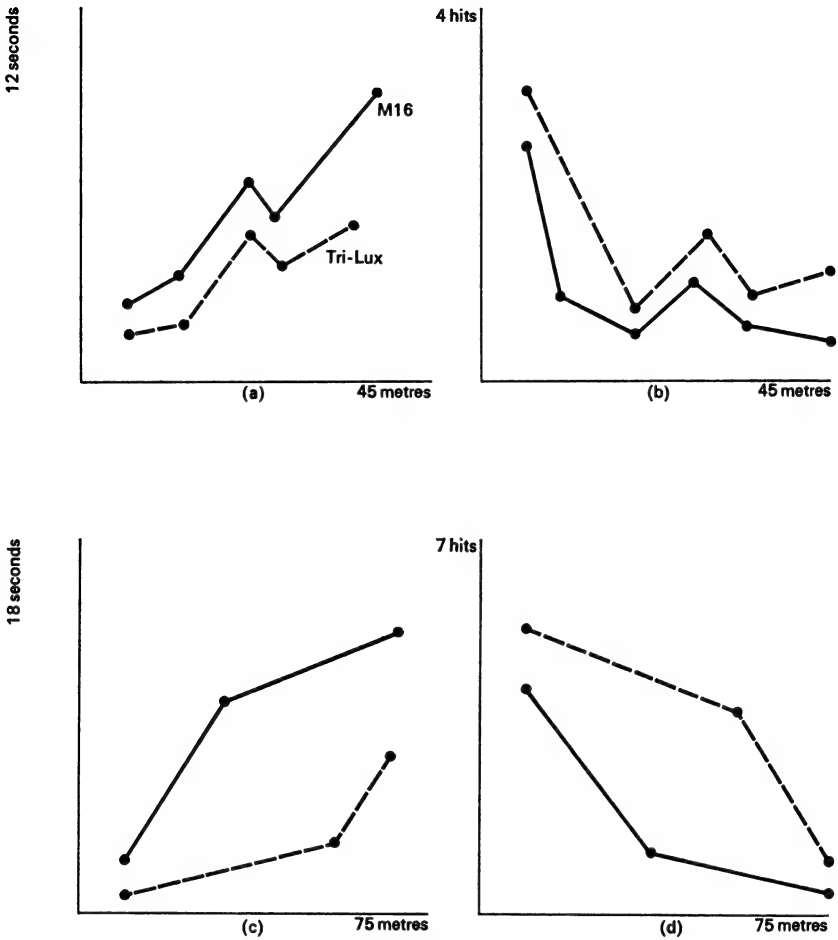 12 seconds
M16
Tri-Lux
(a)
45 metres
4 hits
(b)
45 metres
18 seconds
(c)
75 metres
7 hits
(d)
75 metres